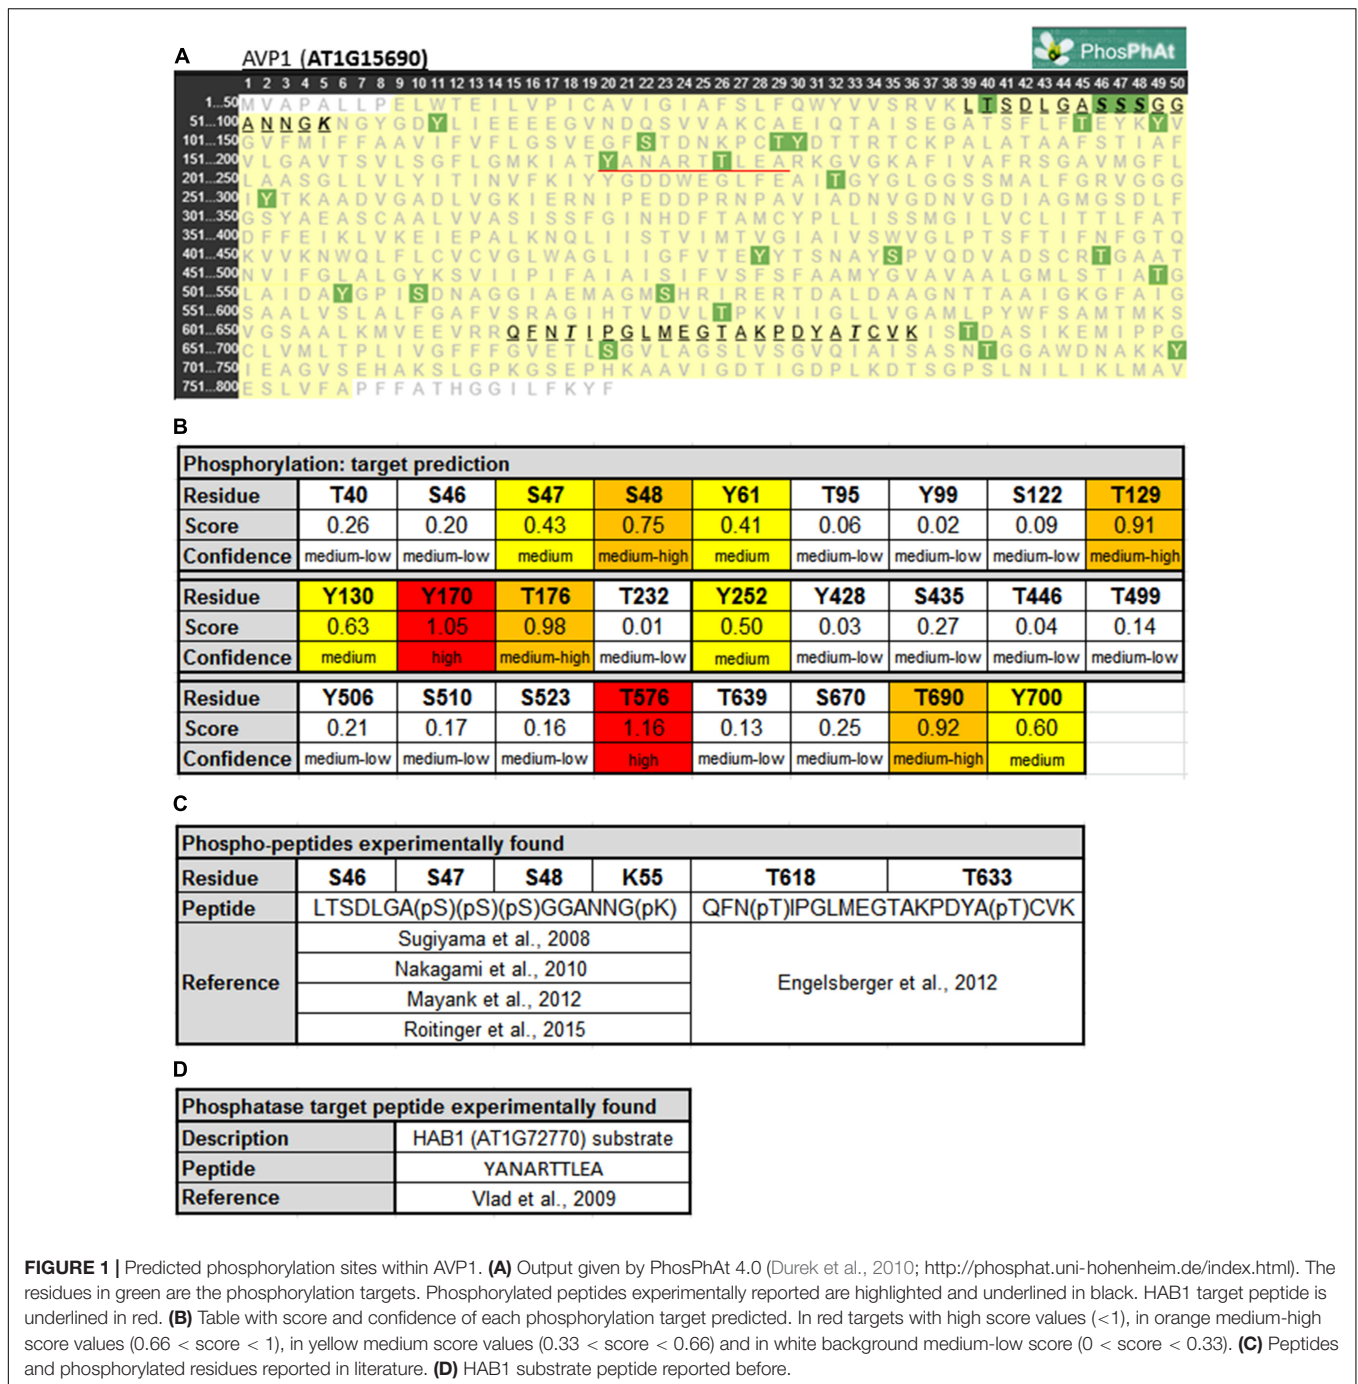 A
AVP1 (AT1G15690)
PhosPhAt
1 2 3 4 5 6 7 8 9 10 11 12 13 14 15 16 17 18 19 20 21 22 23 24 25 26 27 28 29 30 31 32 33 34 35 36 37 38 39 40 41 42 43 44 45 46 47 48 49 50
1...50 M V A P A L L P E L W T E I L V P I C A V I G I A F S L F Q W Y V V S R V K L T S D L G A S S S G G
51...100 A N N G K N G Y G D Y L I E E E E G V N D Q S V V A K C A E I Q T A I S E G A T S F L F T E Y K Y V
101...150 G V F M I F F A A V I F V F L G S V E G F S T D N K P C T Y D T T R T C K P A L A T A A F S T I A F
151...200 V L G A V T S V L S G F L G M K I A T Y A N A R T T L E A R K G V G K A F I V A F R S G A V M G F L
201...250 L A A S G L L V L Y I T I N V F K I Y Y G D D W E G L F E A I T G Y G L G G S S M A L F G R V G G G
251...300 I Y T K A A D V G A D L V G K I E R N I P E D D P R N P A V I A D N V G D N V G D I A G M G S D L F
301...350 G S Y A E A S C A A L V V A S I S S F G I N H D F T A M C Y P L L I S S M G I L V C L I T T L F A T
351...400 D F F E I K L V K E I E P A L K N Q L I I S T V I M T V G I A I V S W V G L P T S F T I F N F G T Q
401...450 K V V K N W Q L F L C V C V G L W A G L I I G F V T E Y Y T S N A Y S P V Q D V A D S C R T G A A T
451...500 N V I F G L A L G Y K S V I I P I F A I A I S I F V S F S F A A M Y G V A V A A L G M L S T I A T G
501...550 L A I D A Y G P I S D N A G G I A E M A G M S H R I R E R T D A L D A A G N T T A A I G K G F A I G
551...600 S A A L V S L A L F G A F V S R A G I H T V D V L T P K V I I G L L V G A M L P Y W F S A M T M K S
601...650 V G S A A L K M V E E V R R Q F N T I P G L M E G T A K P D Y A T C V K I S T D A S I K E M I P P G
651...700 C L V M L T P L I V G F F F G V E T L S G V L A G S L V S G V Q I A I S A S N T G G A W D N A K K Y
701...750 I E A G V S E H A K S L G P K G S E P H K A A V I G D T I G D P L K D T S G P S L N I L I K L M A V
751...800 E S L V F A P F F A T H G G I L F K Y F
B
Phosphorylation: target prediction
Residue T40 S46 S47 S48 Y61 T95 Y99 S122 T129
Score 0.26 0.20 0.43 0.75 0.41 0.06 0.02 0.09 0.91
Confidence medium-low medium-low medium medium-high medium medium-low medium-low medium-low medium-high
Residue Y130 Y170 T176 T232 Y252 Y428 S435 T446 T499
Score 0.63 1.05 0.98 0.01 0.50 0.03 0.27 0.04 0.14
Confidence medium high medium-high medium-low medium medium-low medium-low medium-low medium-low
Residue Y506 S510 S523 T576 T639 S670 T690 Y700
Score 0.21 0.17 0.16 1.16 0.13 0.25 0.92 0.60
Confidence medium-low medium-low medium-low high medium-low medium-low medium-high medium
C
Phospho-peptides experimentally found
Residue S46 S47 S48 K55 T618 T633
Peptide LTSDLGA(pS)(pS)(pS)GGANNG(pK) QFN(pT)IPGLMEGTAKPDYA(pT)CVK
Reference
Sugiyama et al., 2008
Nakagami et al., 2010
Mayank et al., 2012
Roitinger et al., 2015
Engelsberger et al., 2012
D
Phosphatase target peptide experimentally found
Description HAB1 (AT1G72770) substrate
Peptide YANARTTLEA
Reference Vlad et al., 2009
FIGURE 1 | Predicted phosphorylation sites within AVP1. (A) Output given by PhosPhAt 4.0 (Durek et al., 2010; http://phosphat.uni-hohenheim.de/index.html). The
residues in green are the phosphorylation targets. Phosphorylated peptides experimentally reported are highlighted and underlined in black. HAB1 target peptide is
underlined in red. (B) Table with score and confidence of each phosphorylation target predicted. In red targets with high score values (<1), in orange medium-high
score values (0.66 < score < 1), in yellow medium score values (0.33 < score < 0.66) and in white background medium-low score (0 < score < 0.33). (C) Peptides
and phosphorylated residues reported in literature. (D) HAB1 substrate peptide reported before.